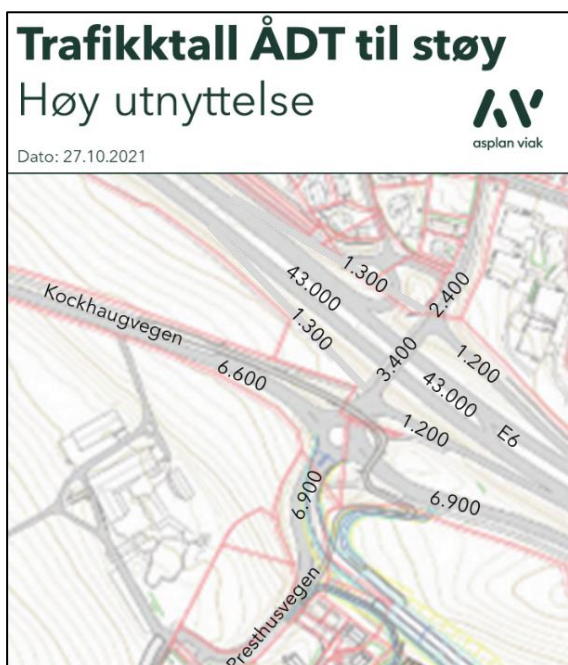 Trafikktall ÅDT til støy
Høy utnyttelse
asplan viak
Dato: 27.10.2021
1.300
43.000
2.400
Kockhaugvegen
1.300
6.600
3.400
1.200
43.000
E6
1.200
6.900
6.900
Presthusvegen